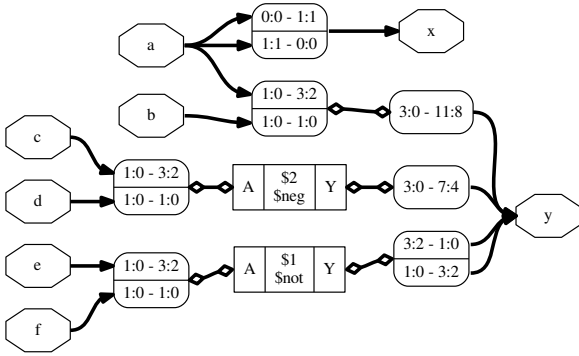 a
0:0 - 1:1
1:1 - 0:0
x
b
1:0 - 3:2
1:0 - 1:0
3:0 - 11:8
c
d
1:0 - 3:2
1:0 - 1:0
A
$2
$neg
Y
3:0 - 7:4
y
e
f
1:0 - 3:2
1:0 - 1:0
A
$1
$not
Y
3:2 - 1:0
1:0 - 3:2